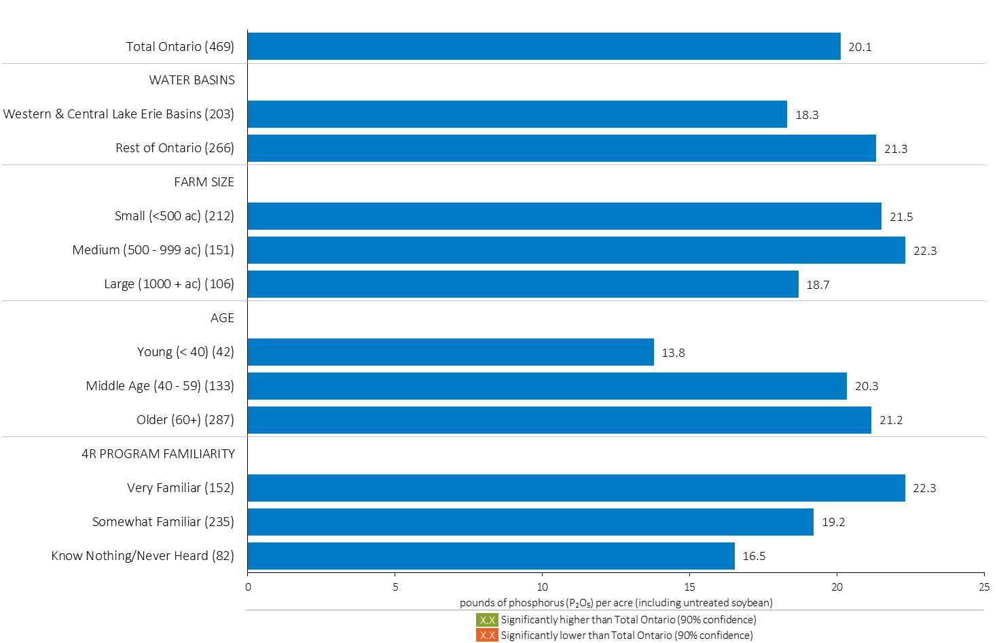 Total Ontario (469) 20.1
WATER BASINS
Western & Central Lake Erie Basins (203) 18.3
Rest of Ontario (266) 21.3
FARM SIZE
Small (<500 ac) (212) 21.5
Medium (500 - 999 ac) (151) 22.3
Large (1000 + ac) (106) 18.7
AGE
Young (< 40) (42) 13.8
Middle Age (40 - 59) (133) 20.3
Older (60+) (287) 21.2
4R PROGRAM FAMILIARITY
Very Familiar (152) 22.3
Somewhat Familiar (235) 19.2
Know Nothing/Never Heard (82) 16.5
0 5 10 15 20 25
pounds of phosphorus (P₂O₅) per acre (including untreated soybean)
X.X Significantly higher than Total Ontario (90% confidence)
X.X Significantly lower than Total Ontario (90% confidence)